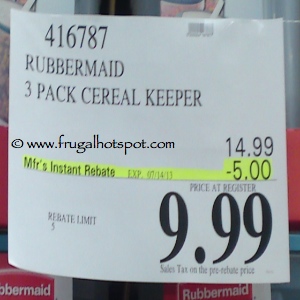 416787
RUBBERMAID
3 PACK CEREAL KEEPER
www.frugalhotspot.com
14.99
Mfr's Instant Rebate EXP. 07/14/13 -5.00
PRICE AT REGISTER
REBATE LIMIT
5
9.99
Sales Tax on the pre-rebate price
Rubbermaid
Rubbermaid